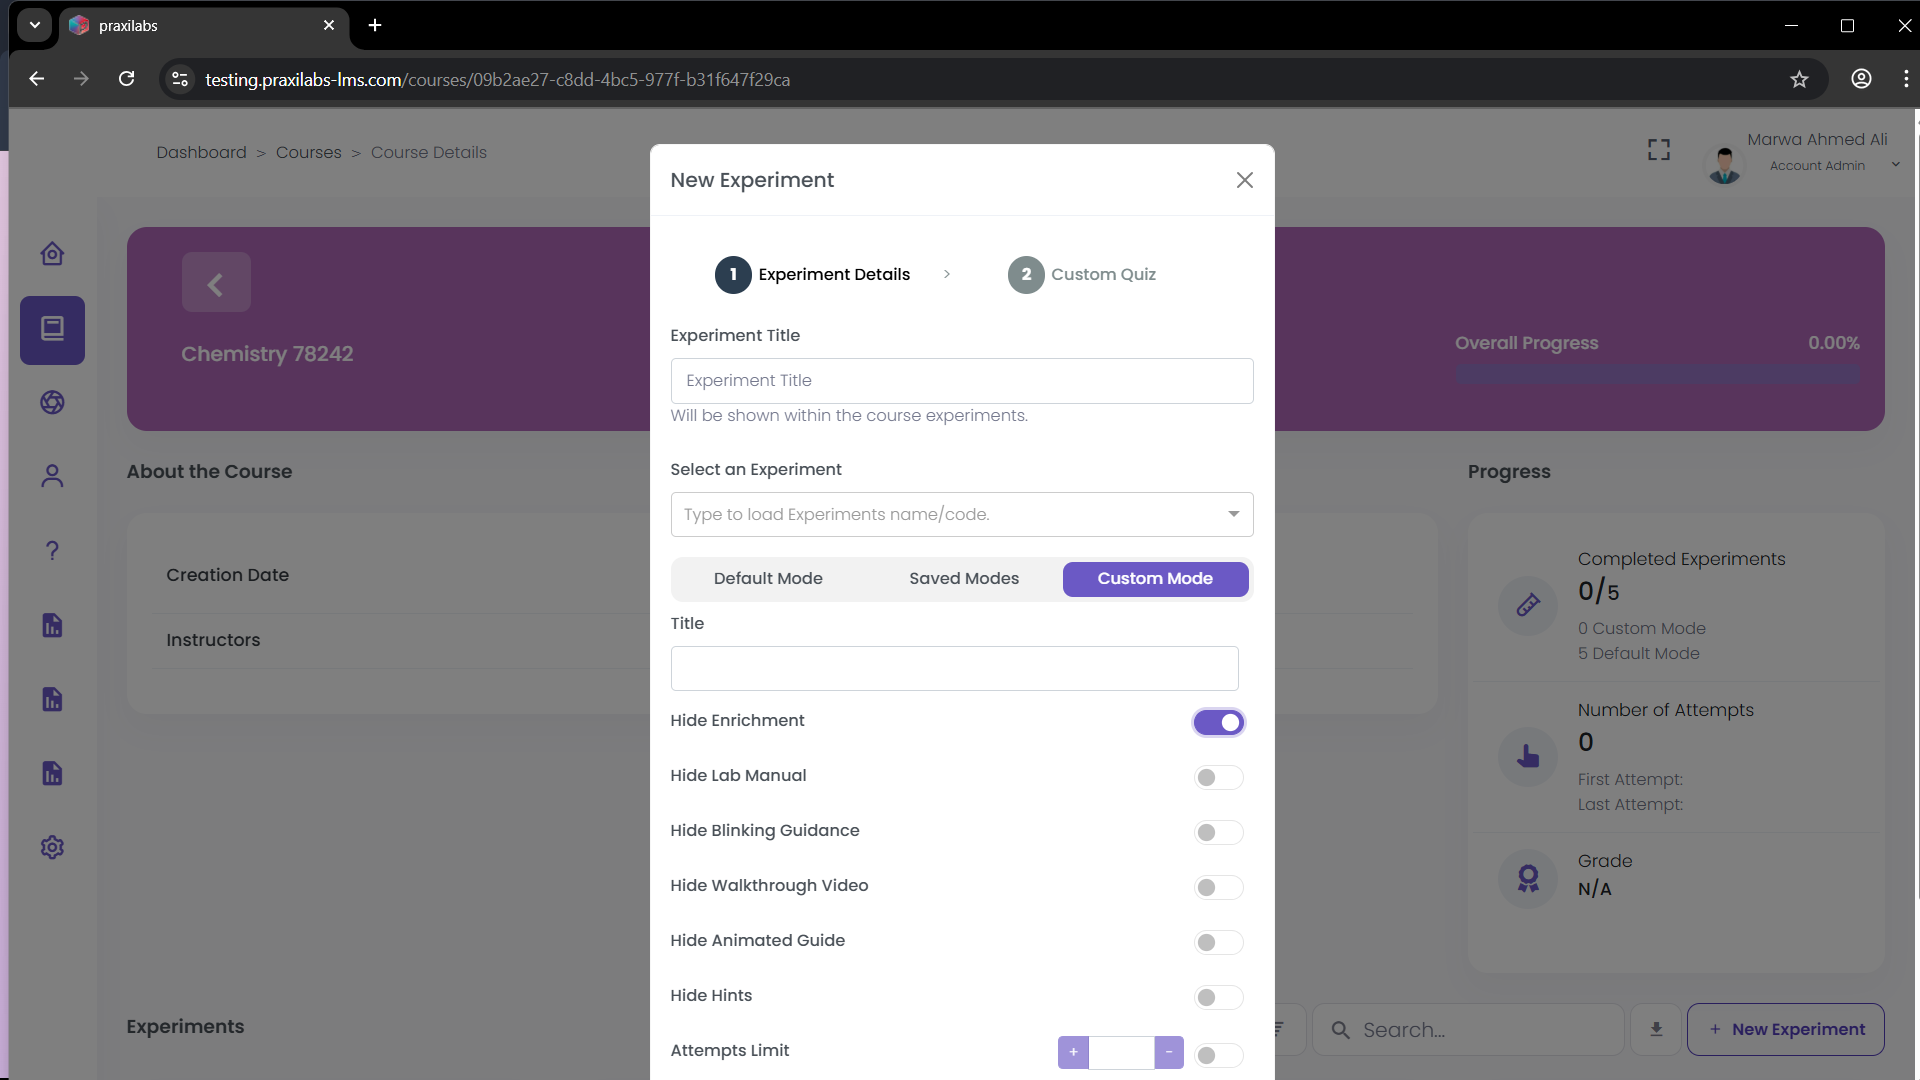 praxilabs
testing.praxilabs-lms.com/courses/09b2ae27-c8dd-4bc5-977f-b31f647f29ca
Dashboard > Courses > Course Details
Marwa Ahmed Ali
Account Admin
Chemistry 78242
Overall Progress 0.00%
About the Course
Creation Date
Instructors
Experiments
New Experiment
1 Experiment Details > 2 Custom Quiz
Experiment Title
Experiment Title
Will be shown within the course experiments.
Select an Experiment
Type to load Experiments name/code.
Default Mode Saved Modes Custom Mode
Title
Hide Enrichment
Hide Lab Manual
Hide Blinking Guidance
Hide Walkthrough Video
Hide Animated Guide
Hide Hints
Attempts Limit + -
Progress
Completed Experiments
0/5
0 Custom Mode
5 Default Mode
Number of Attempts
0
First Attempt:
Last Attempt:
Grade
N/A
Search...
+ New Experiment